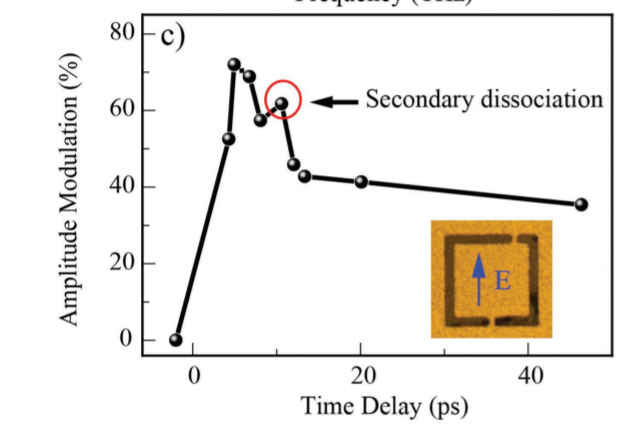 c)
80
60
40
20
0
Amplitude Modulation (%)
Secondary dissociation
E
0
20
40
Time Delay (ps)